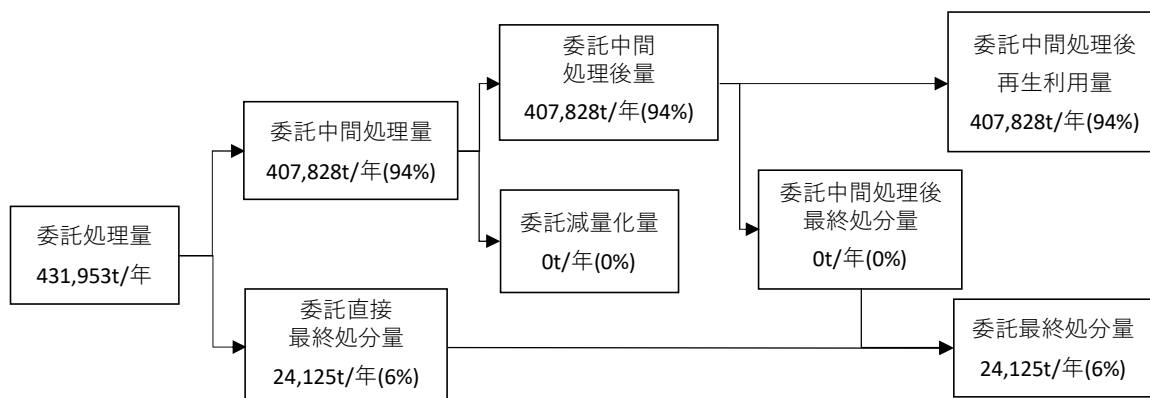 委託処理量
431,953t/年
委託中間処理量
407,828t/年(94%)
委託直接
最終処分量
24,125t/年(6%)
委託中間
処理後量
407,828t/年(94%)
委託減量化量
0t/年(0%)
委託中間処理後
再生利用量
407,828t/年(94%)
委託中間処理後
最終処分量
0t/年(0%)
委託最終処分量
24,125t/年(6%)